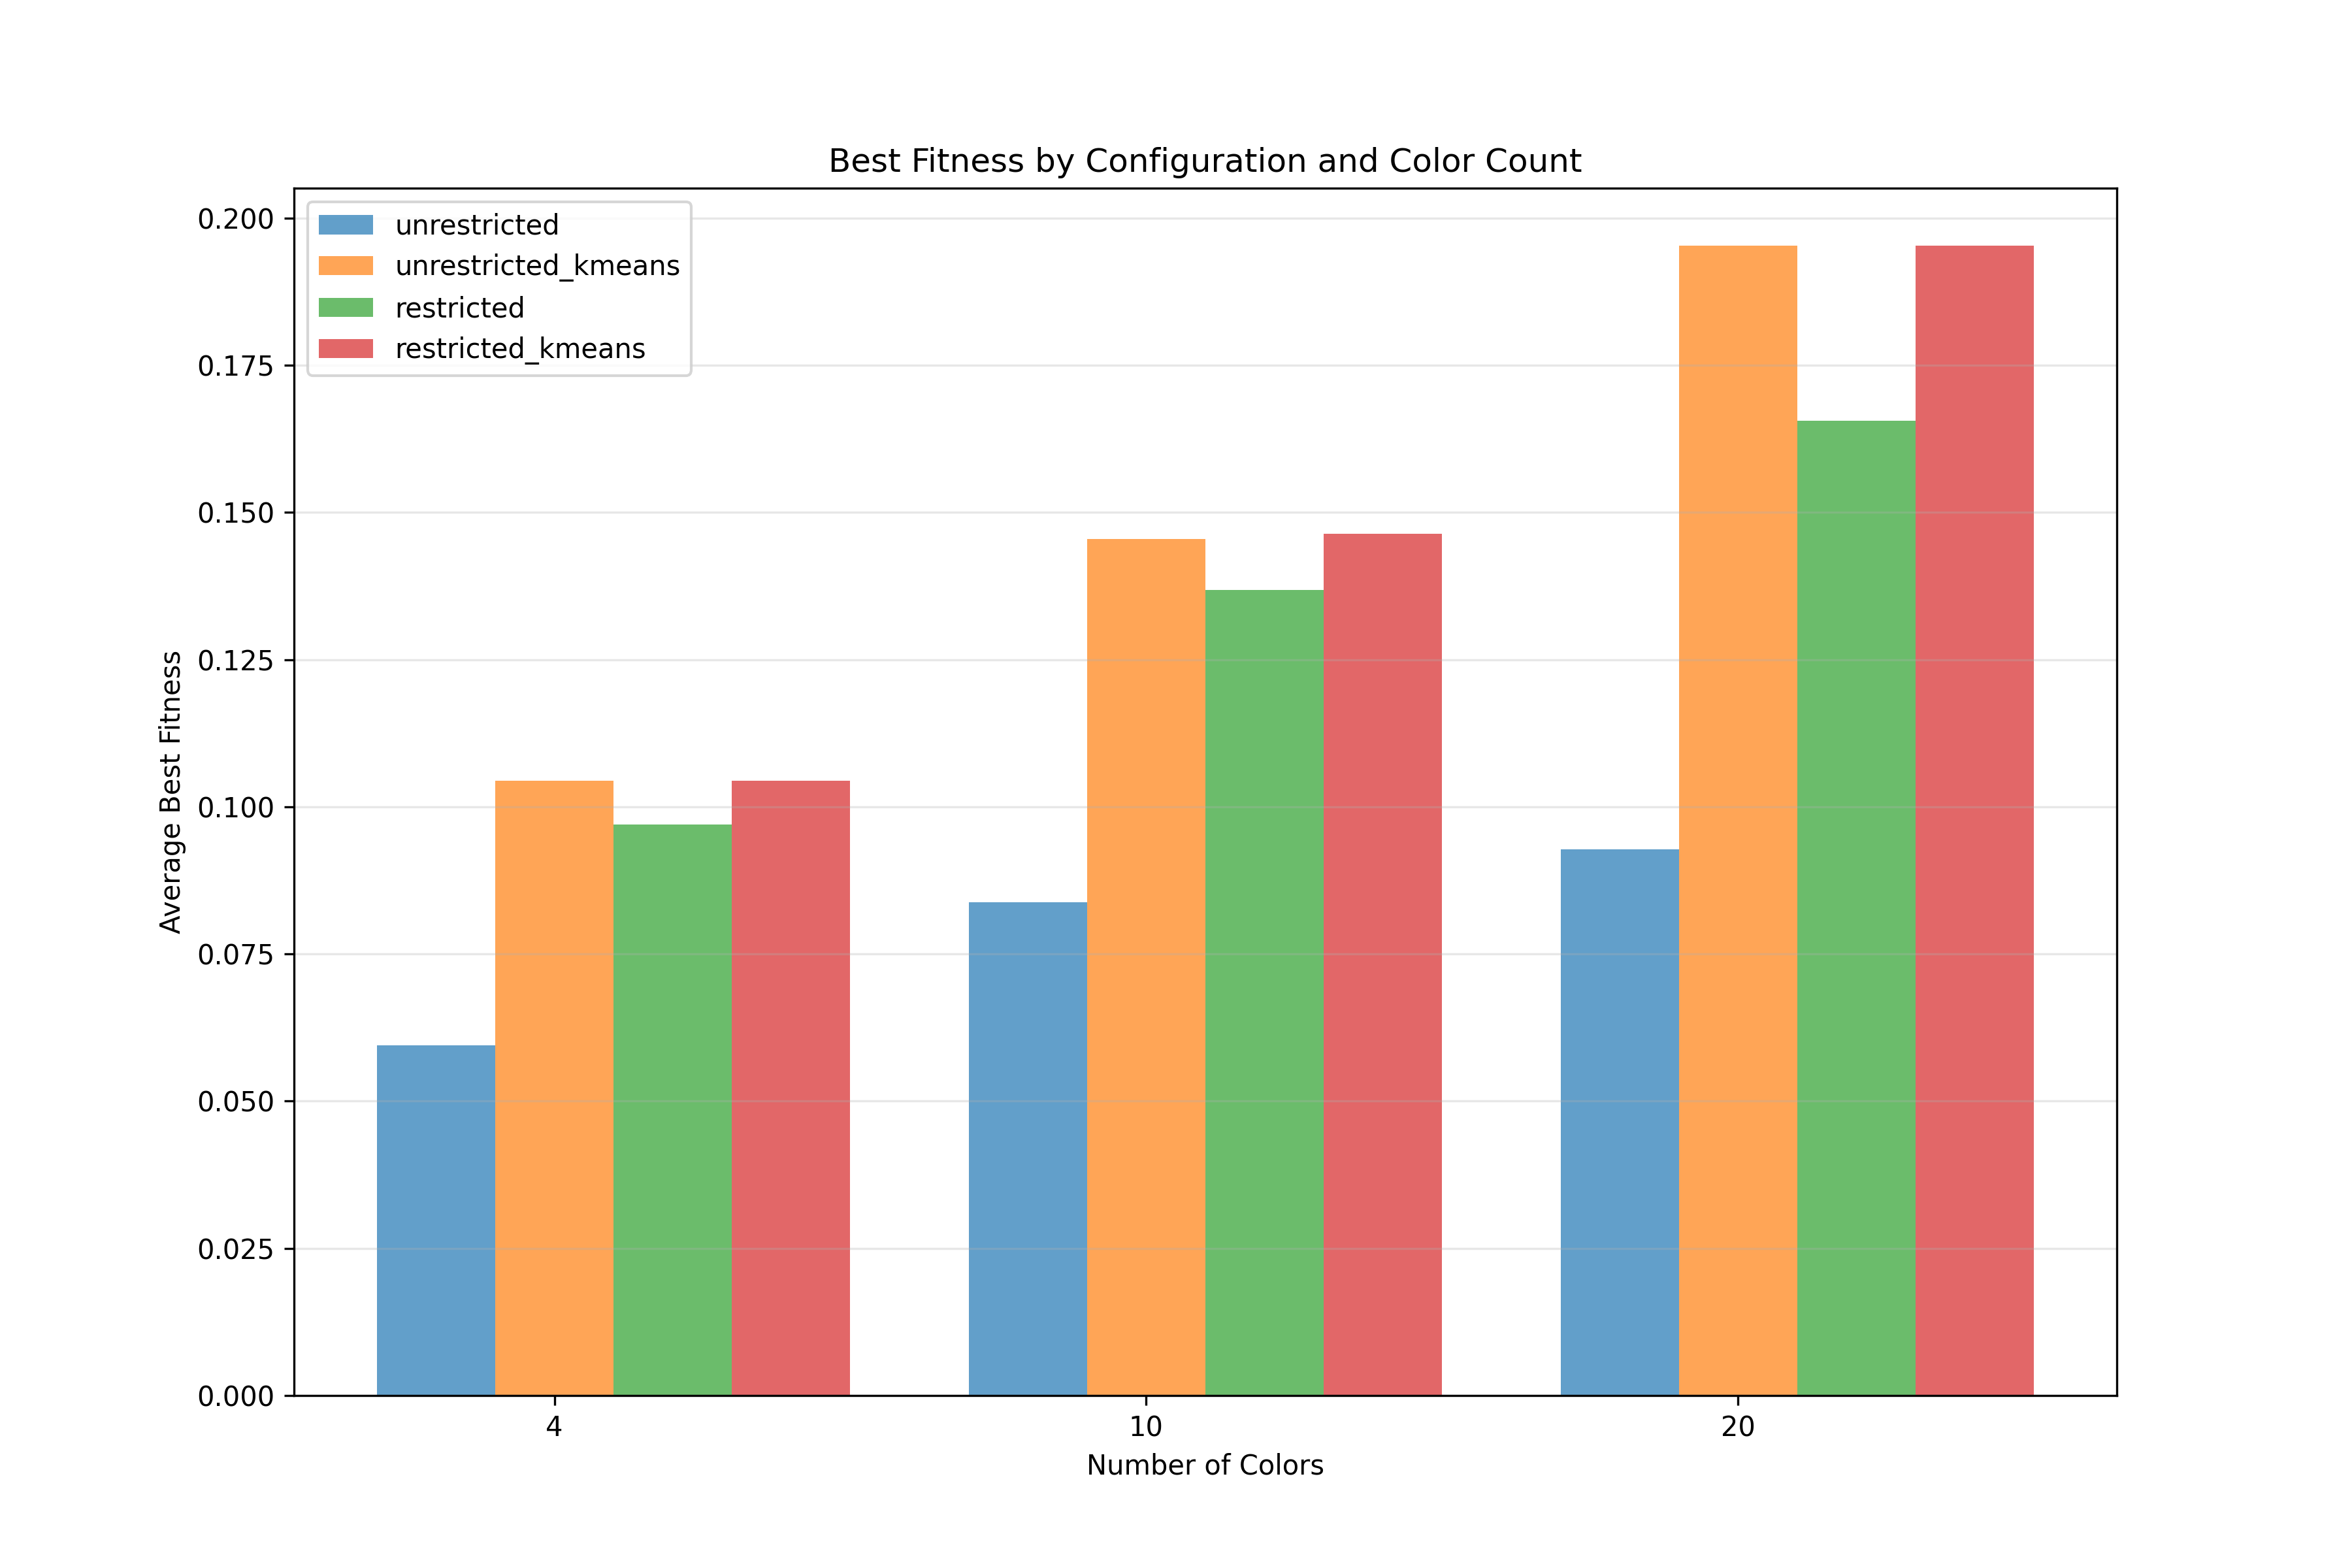 Best Fitness by Configuration and Color Count
unrestricted
unrestricted_kmeans
restricted
restricted_kmeans
0.200
0.175
0.150
0.125
0.100
0.075
0.050
0.025
0.000
Average Best Fitness
4
10
20
Number of Colors